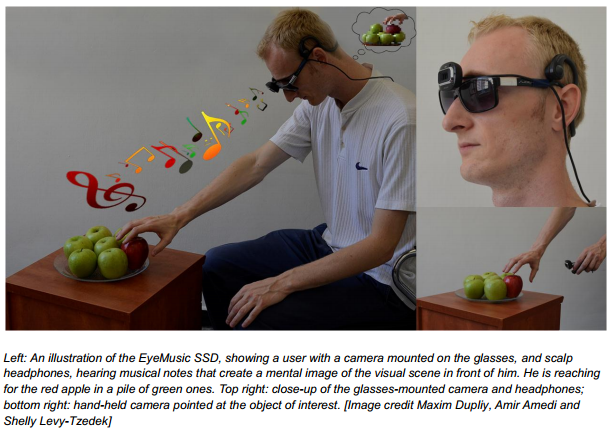 Left: An illustration of the EyeMusic SSD, showing a user with a camera mounted on the glasses, and scalp
headphones, hearing musical notes that create a mental image of the visual scene in front of him. He is reaching
for the red apple in a pile of green ones. Top right: close-up of the glasses-mounted camera and headphones;
bottom right: hand-held camera pointed at the object of interest. [Image credit Maxim Dupliy, Amir Amedi and
Shelly Levy-Tzedek]